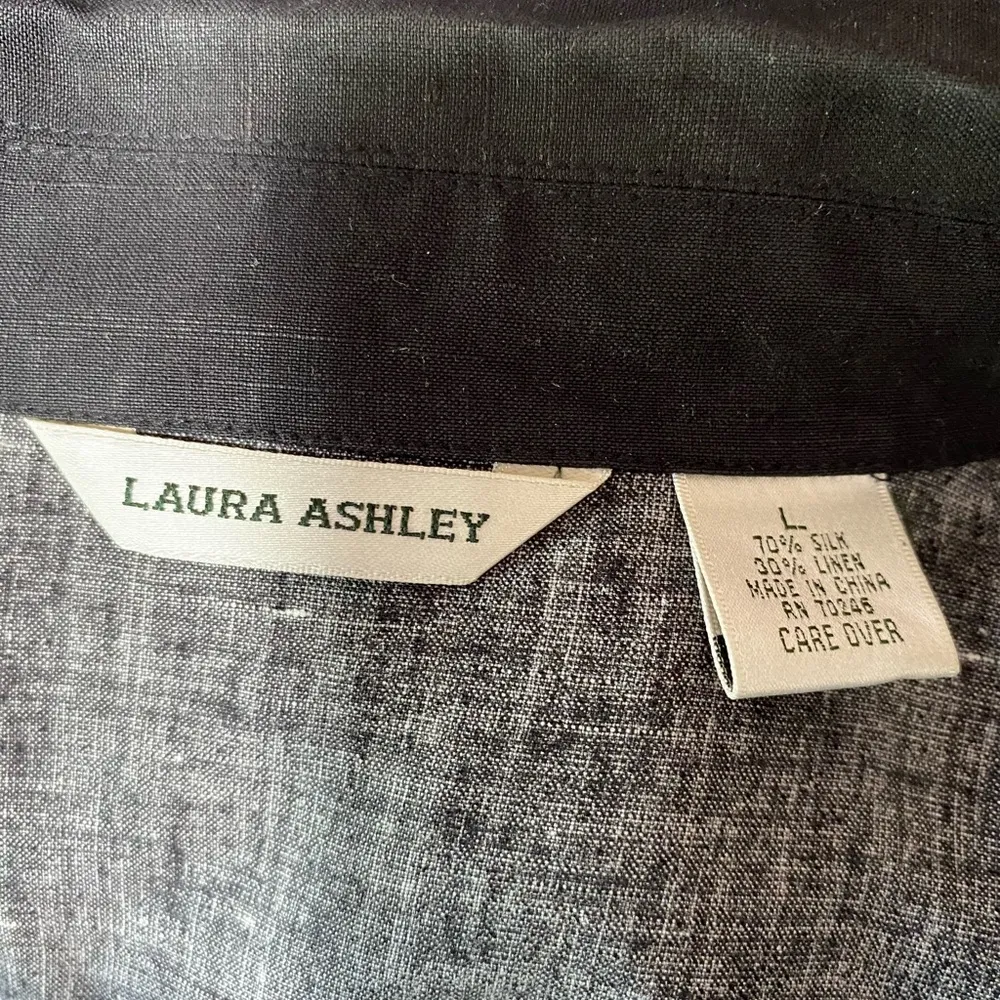 LAURA ASHLEY
L
70% SILK
30% LINEN
MADE IN CHINA
RN 70246
CARE OVER